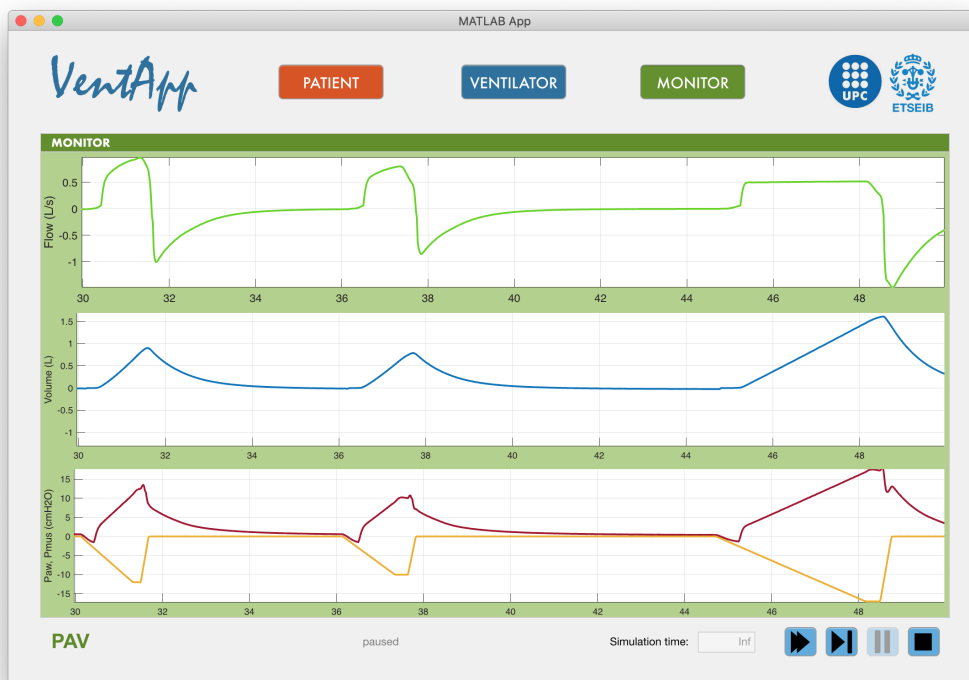 MATLAB App
VentApp
PATIENT
VENTILATOR
MONITOR
UPC
ETSEIB
MONITOR
Flow (L/s)
0.5
0
-0.5
-1
30 32 34 36 38 40 42 44 46 48
Volume (L)
1.5
1
0.5
0
-0.5
-1
30 32 34 36 38 40 42 44 46 48
Paw, Pmus (cmH2O)
15
10
5
0
-5
-10
-15
30 32 34 36 38 40 42 44 46 48
PAV
paused
Simulation time:
Inf